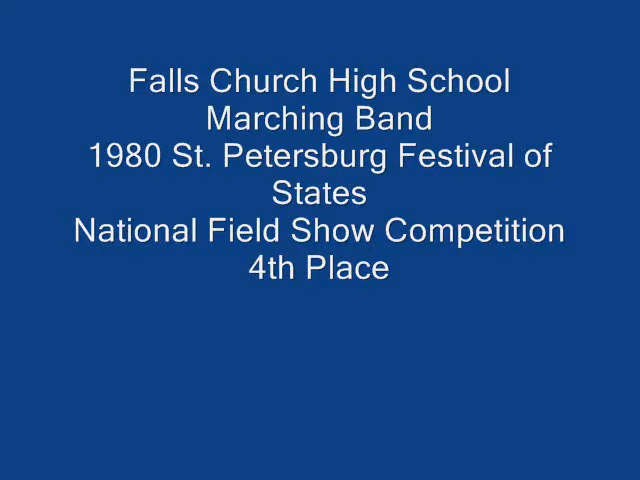 Falls Church High School
Marching Band
1980 St. Petersburg Festival of
States
National Field Show Competition
4th Place